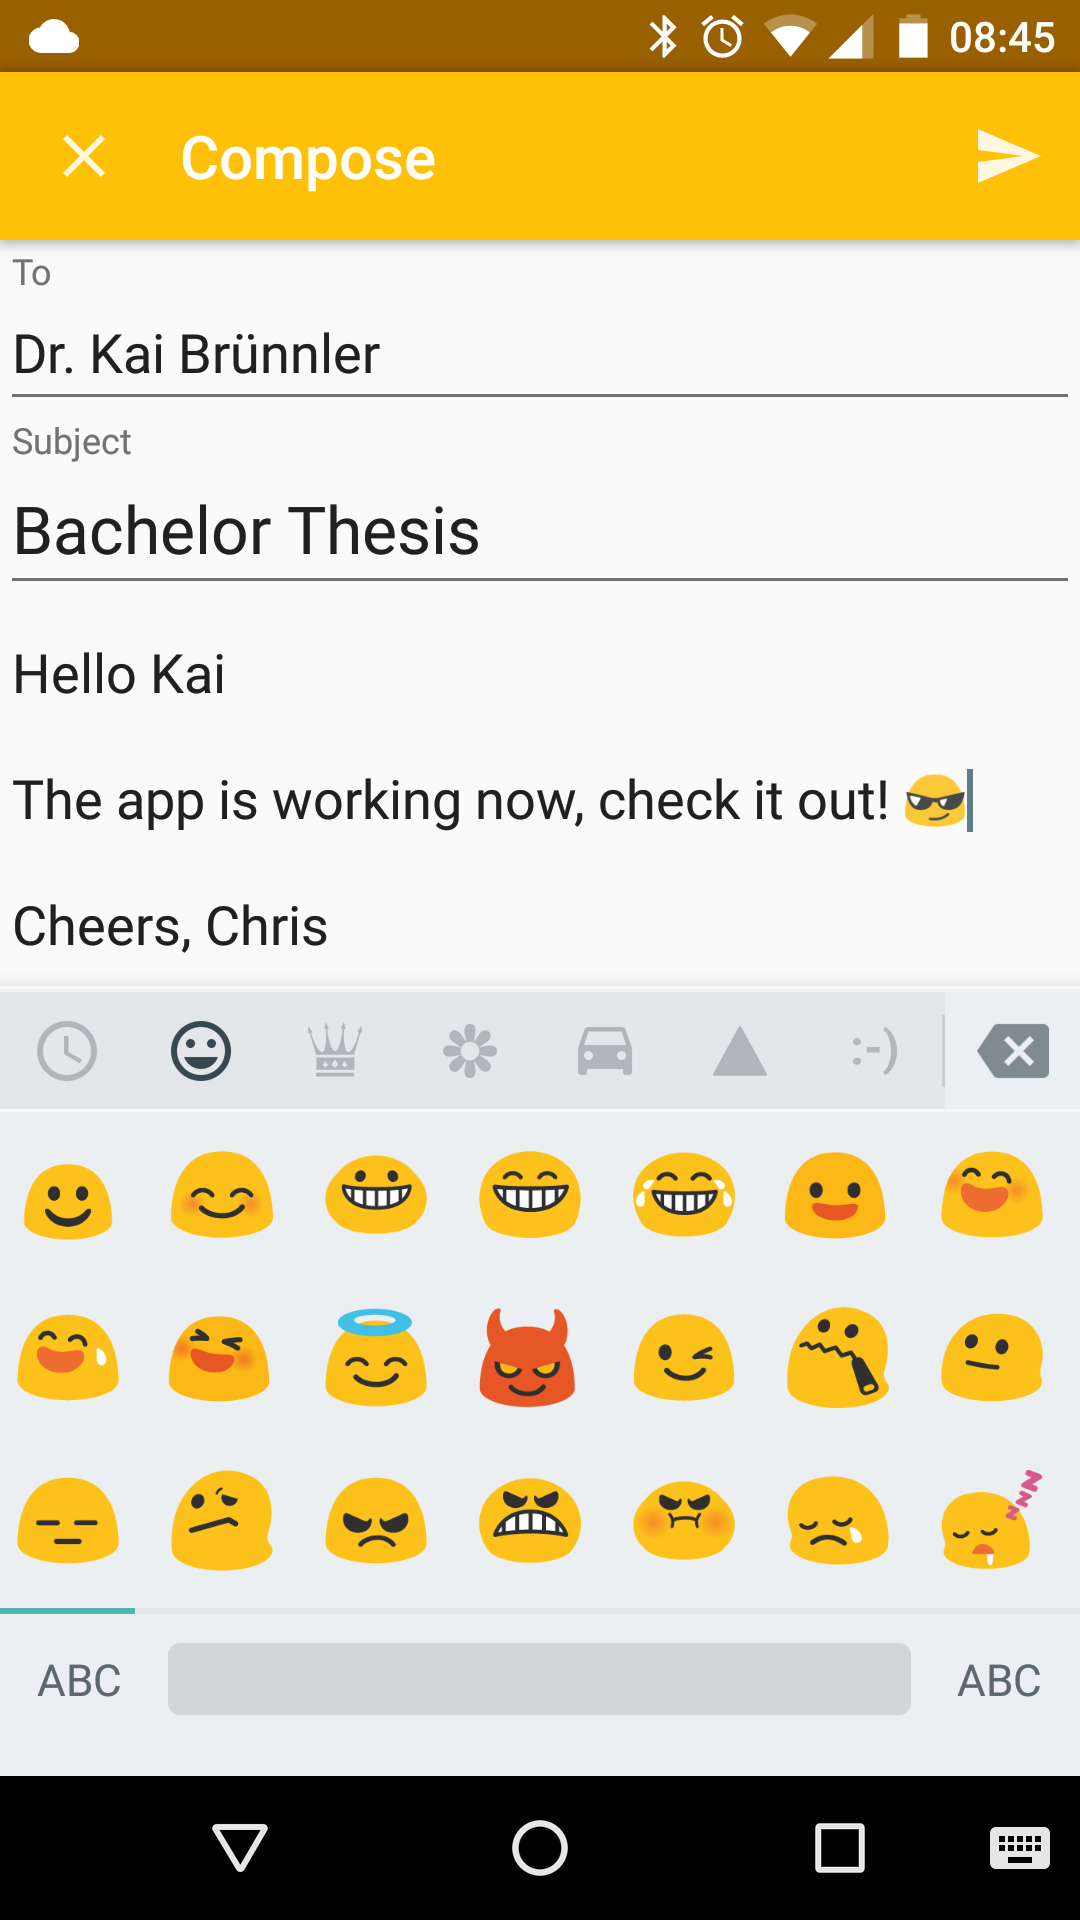 08:45
Compose
To
Dr. Kai Brünnler
Subject
Bachelor Thesis
Hello Kai
The app is working now, check it out! 😎
Cheers, Chris
:-)
ABC ABC